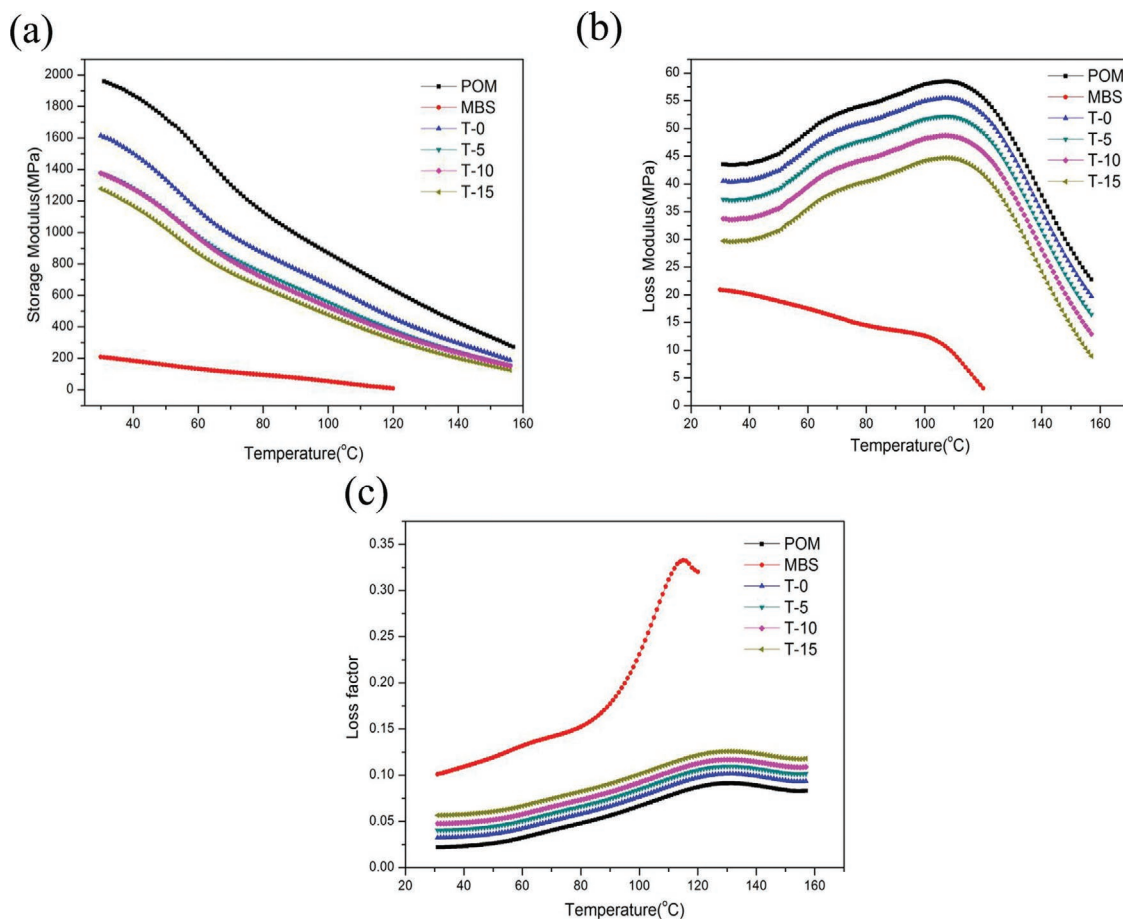 (a)
Storage Modulus(MPa)
2000
1800
1600
1400
1200
1000
800
600
400
200
0
POM
MBS
T-0
T-5
T-10
T-15
40 60 80 100 120 140 160
Temperature(°C)
(b)
Loss Modulus(MPa)
60
55
50
45
40
35
30
25
20
15
10
5
0
POM
MBS
T-0
T-5
T-10
T-15
40 60 80 100 120 140 160
Temperature(°C)
(c)
Loss factor
0.35
0.30
0.25
0.20
0.15
0.10
0.05
0.00
POM
MBS
T-0
T-5
T-10
T-15
20 40 60 80 100 120 140 160
Temperature(°C)